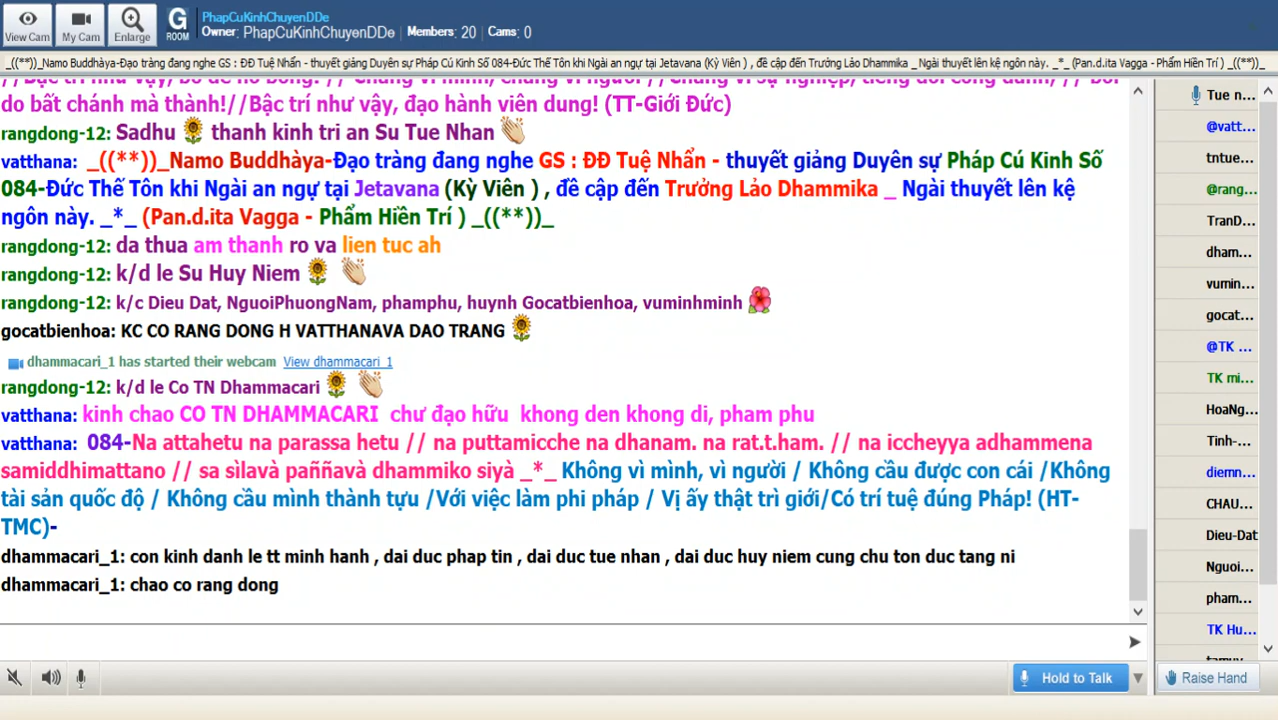 View Cam
My Cam
Enlarge
G
ROOM
PhapCuKinhChuyenDDe
Owner: PhapCuKinhChuyenDDe Members: 20 Cams: 0
_((**))_Namo Buddhàya-Đạo tràng đang nghe GS : ĐĐ Tuệ Nhẩn - thuyết giảng Duyên sự Pháp Cú Kinh Số 084-Đức Thế Tôn khi Ngài an ngự tại Jetavana (Kỳ Viên ) , đề cập đến Trưởng Lảo Dhammika _ Ngài thuyết lên kệ ngôn này. _*_ (Pan.d.ita Vagga - Phẩm Hiền Trí ) _((**))_
do bất chánh mà thành!//Bậc trí như vậy, đạo hành viên dung! (TT-Giới Đức)
rangdong-12: Sadhu thanh kinh tri an Su Tue Nhan
vatthana: _((**))_Namo Buddhàya-Đạo tràng đang nghe GS : ĐĐ Tuệ Nhẩn - thuyết giảng Duyên sự Pháp Cú Kinh Số
084-Đức Thế Tôn khi Ngài an ngự tại Jetavana (Kỳ Viên ) , đề cập đến Trưởng Lảo Dhammika _ Ngài thuyết lên kệ
ngôn này. _*_ (Pan.d.ita Vagga - Phẩm Hiền Trí ) _((**))_
rangdong-12: da thua am thanh ro va lien tuc ah
rangdong-12: k/d le Su Huy Niem
rangdong-12: k/c Dieu Dat, NguoiPhuongNam, phamphu, huynh Gocatbienhoa, vuminhminh
gocatbienhoa: KC CO RANG DONG H VATTHANAVA DAO TRANG
dhammacari_1 has started their webcam View dhammacari_1
rangdong-12: k/d le Co TN Dhammacari
vatthana: kinh chao CO TN DHAMMACARI chư đạo hữu khong den khong di, pham phu
vatthana: 084-Na attahetu na parassa hetu // na puttamicche na dhanam. na rat.t.ham. // na iccheyya adhammena
samiddhimattano // sa sìlavà paññavà dhammiko siyà _*_ Không vì mình, vì người / Không cầu được con cái /Không
tài sản quốc độ / Không cầu mình thành tựu /Với việc làm phi pháp / Vị ấy thật trì giới/Có trí tuệ đúng Pháp! (HT-
TMC)-
dhammacari_1: con kinh danh le tt minh hanh , dai duc phap tin , dai duc tue nhan , dai duc huy niem cung chu ton duc tang ni
dhammacari_1: chao co rang dong
Hold to Talk
Tue n...
@vatt...
tntue...
@rang...
TranD...
dham...
vumin...
gocat...
@TK ...
TK mi...
HoaNg...
Tinh-...
diemn...
CHAU...
Dieu-Dat
Nguoi...
pham...
TK Hu...
Raise Hand